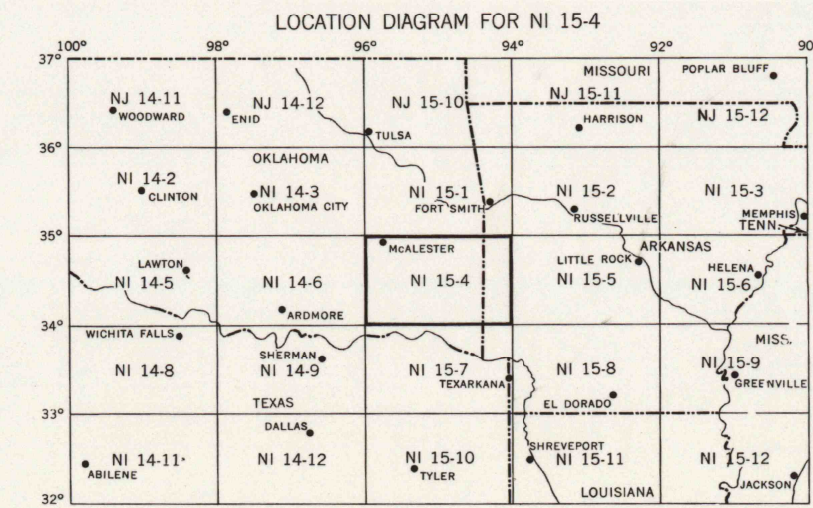 LOCATION DIAGRAM FOR NI 15-4
100° 98° 96° 94° 92° 90
37°
MISSOURI POPLAR BLUFF
NJ 14-11 NJ 14-12 NJ 15-10 NJ 15-11
WOODWARD ENID HARRISON NJ 15-12
TULSA
36°
OKLAHOMA
NI 14-2 NI 14-3 NI 15-1 NI 15-2 NI 15-3
CLINTON OKLAHOMA CITY FORT SMITH RUSSELLVILLE MEMPHIS
TENN.
35°
MCALESTER ARKANSAS
LAWTON LITTLE ROCK HELENA
NI 14-5 NI 14-6 NI 15-4 NI 15-5 NI 15-6
ARDMORE
34°
WICHITA FALLS MISS.
SHERMAN
NI 14-8 NI 14-9 NI 15-7 NI 15-8 NI 15-9
TEXARKANA GREENVILLE
TEXAS EL DORADO
33°
DALLAS
SHREVEPORT
NI 14-11 NI 14-12 NI 15-10 NI 15-11 NI 15-12
ABILENE TYLER JACKSON
LOUISIANA
32°